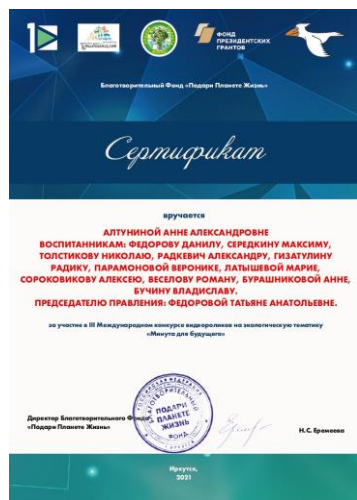 ФОНД
ПРЕЗИДЕНТСКИХ
ГРАНТОВ
Благотворительный Фонд «Подари Планете Жизнь»
Сертификат
вручается
АЛТУНИНОЙ АННЕ АЛЕКСАНДРОВНЕ
ВОСПИТАННИКАМ: ФЕДОРОВУ ДАНИЛУ, СЕРЕДКИНУ МАКСИМУ,
ТОЛСТИКОВУ НИКОЛАЮ, РАДКЕВИЧ АЛЕКСАНДРУ, ГИЗАТУЛИНУ
РАДИКУ, ПАРАМОНОВОЙ ВЕРОНИКЕ, ЛАТЫШЕВОЙ МАРИЕ,
СОРОКОВИКОВУ АЛЕКСЕЮ, ВЕСЕЛОВУ РОМАНУ, БУРАШНИКОВОЙ АННЕ,
БУЧИНУ ВЛАДИСЛАВУ.
ПРЕДСЕДАТЕЛЮ ПРАВЛЕНИЯ: ФЕДОРОВОЙ ТАТЬЯНЕ АНАТОЛЬЕВНЕ.
за участие в III Международном конкурсе видеороликов на экологическую тематику
«Минута для будущего»
Директор Благотворительного Фонда
«Подари Планете Жизнь»
ПОДАРИ
ПЛАНЕТЕ
ЖИЗНЬ
ФОНД
Н.С. Еремеева
Иркутск,
2021